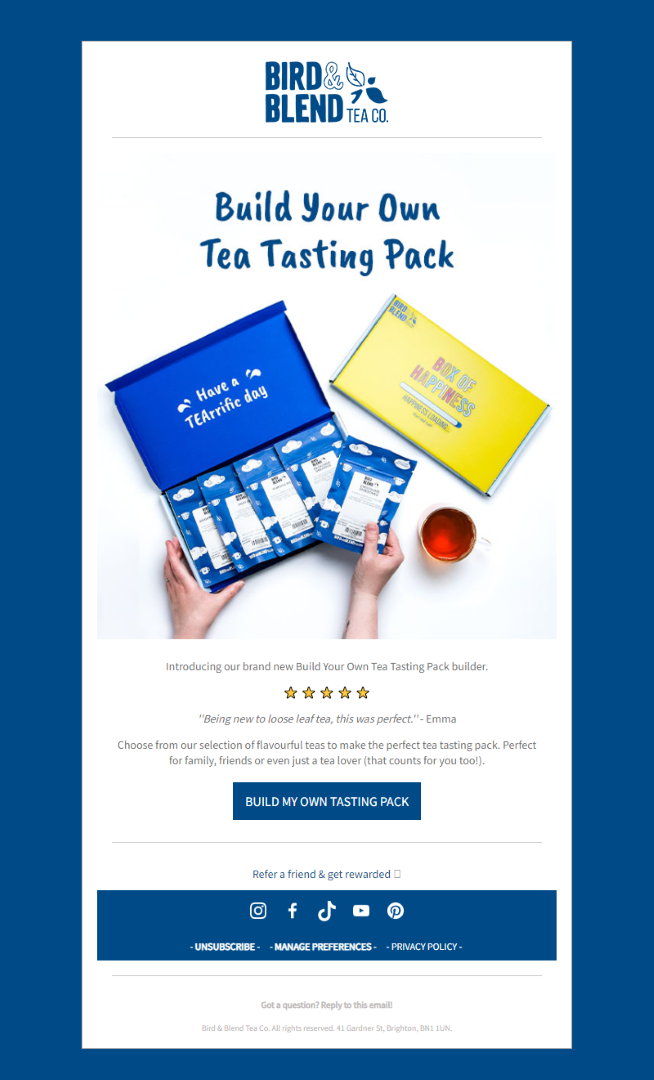 BIRD&
BLEND TEA CO.
Build Your Own
Tea Tasting Pack
Have a
TEArrific day
BIRD &
BLEND
BOX OF
HAPPINESS
HAPPINESS LOADING...
BIRD
BLEND
Introducing our brand new Build Your Own Tea Tasting Pack builder.
"Being new to loose leaf tea, this was perfect." - Emma
Choose from our selection of flavourful teas to make the perfect tea tasting pack. Perfect
for family, friends or even just a tea lover (that counts for you too!).
BUILD MY OWN TASTING PACK
Refer a friend & get rewarded
- UNSUBSCRIBE - - MANAGE PREFERENCES - - PRIVACY POLICY -
Got a question? Reply to this email!
Bird & Blend Tea Co. All rights reserved. 41 Gardner St, Brighton, BN1 1UN.